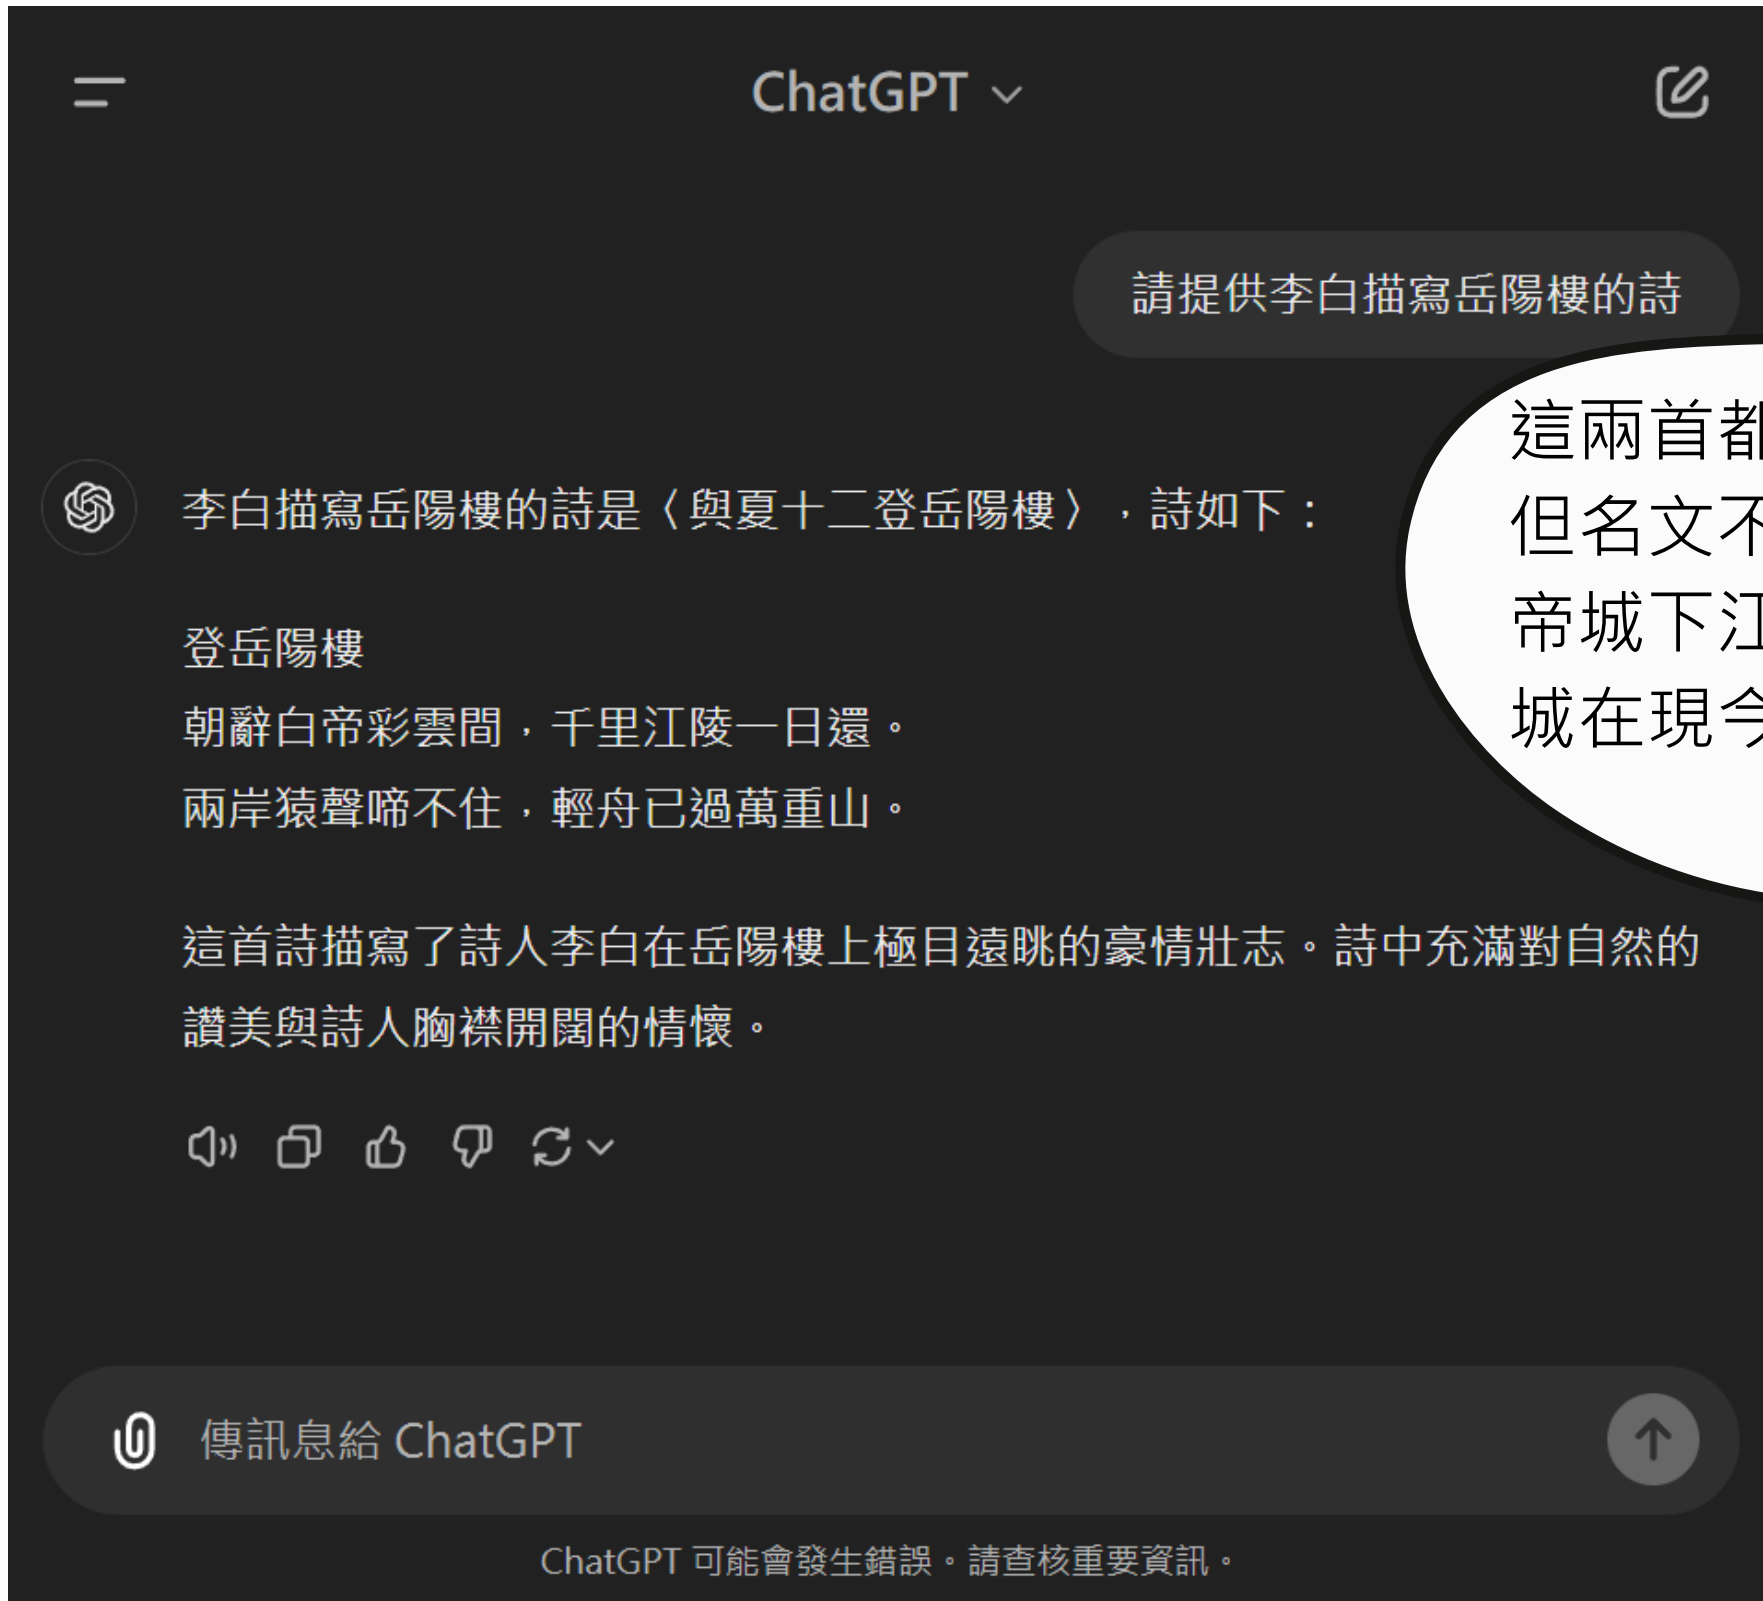 ChatGPT
請提供李白描寫岳陽樓的詩
李白描寫岳陽樓的詩是〈與夏十二登岳陽樓〉，詩如下：
登岳陽樓
朝辭白帝彩雲間，千里江陵一日還。
兩岸猿聲啼不住，輕舟已過萬重山。
這首詩描寫了詩人李白在岳陽樓上極目遠眺的豪情壯志。詩中充滿對自然的
讚美與詩人胸襟開闊的情懷。
這兩首都
但名文不
帝城下江
城在現今
傳訊息給 ChatGPT
ChatGPT 可能會發生錯誤。請查核重要資訊。